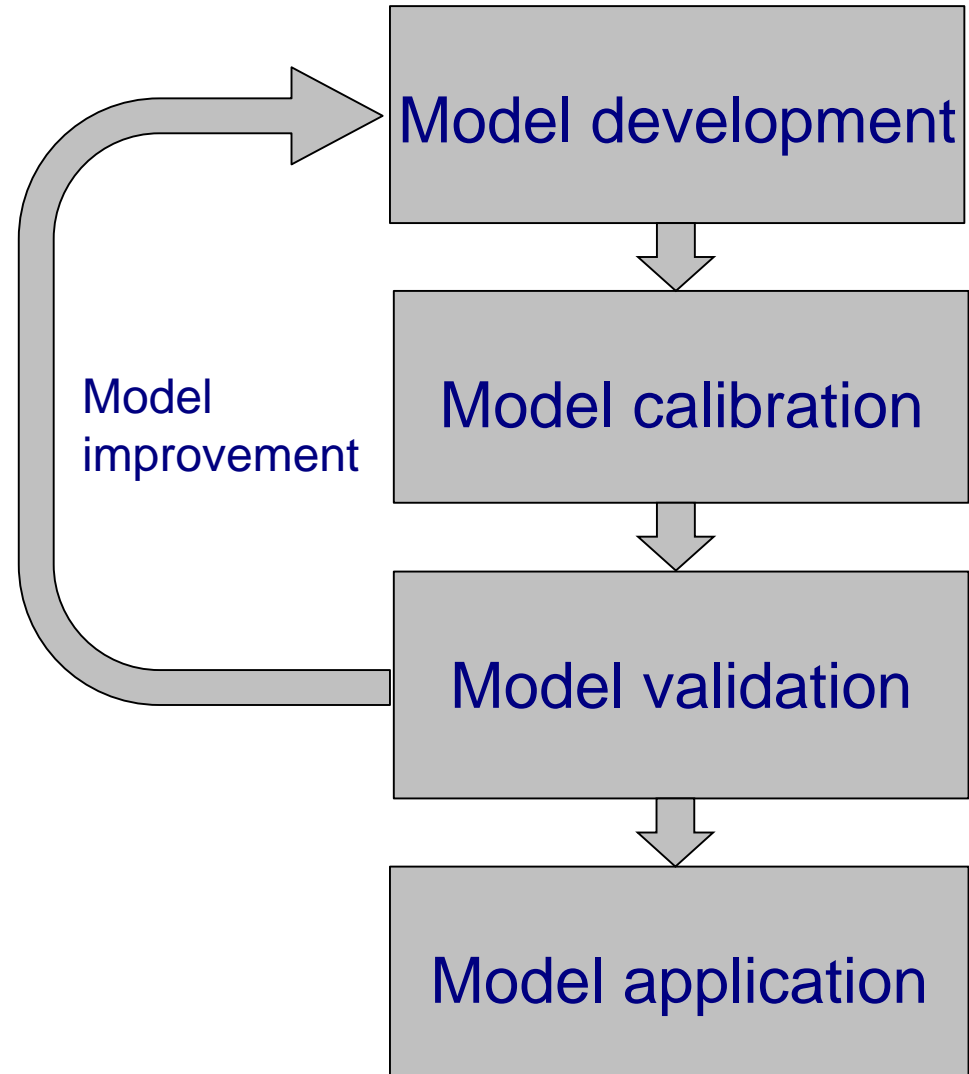 Model development
Model
improvement
Model calibration
Model validation
Model application